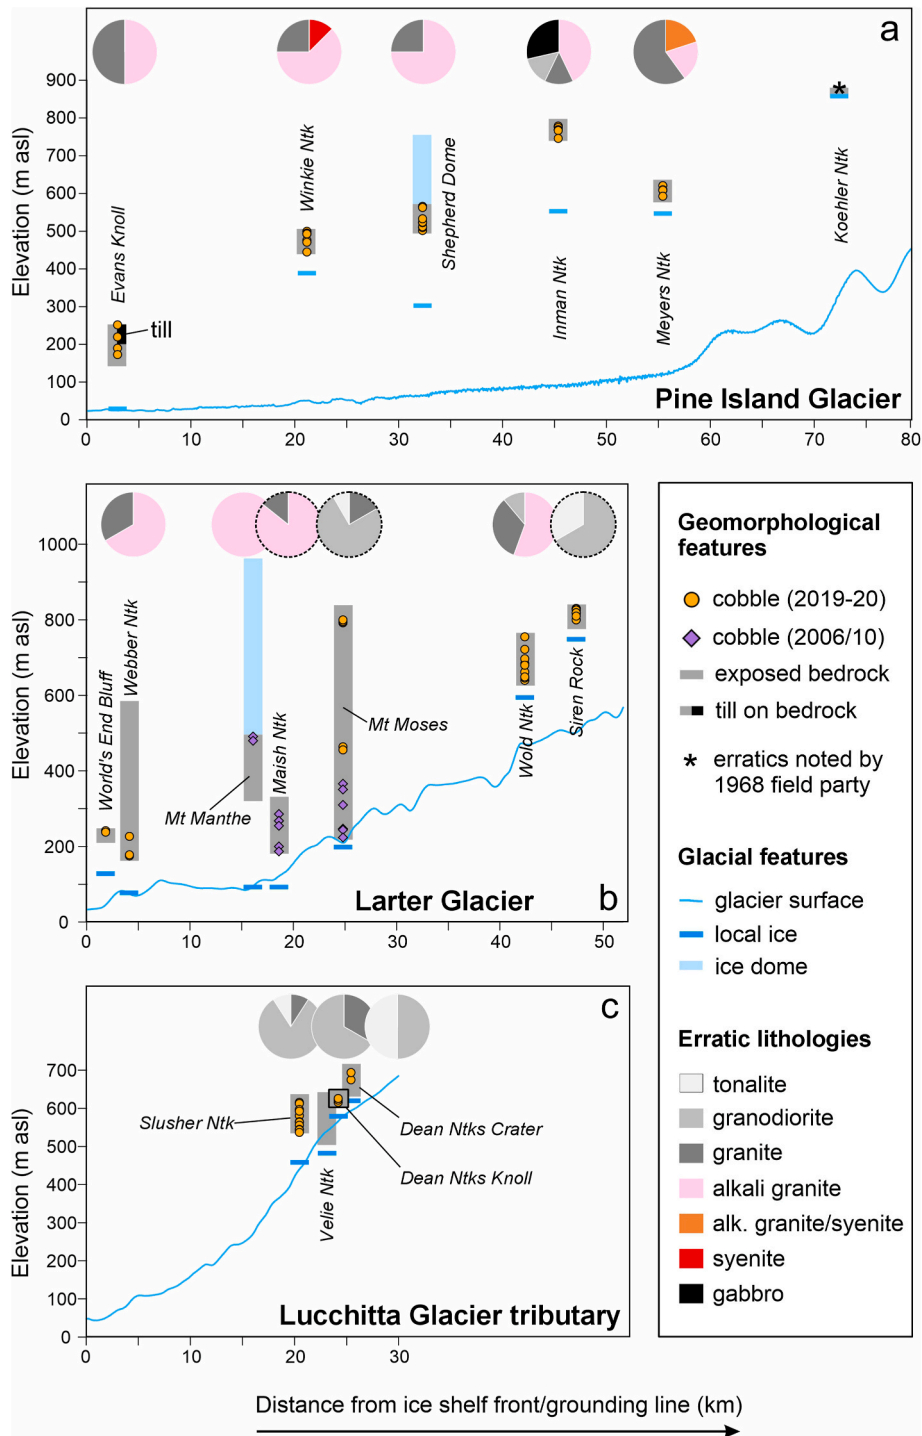 a
Elevation (m asl)
900
800
700
600
500
400
300
200
100
0
Evans Knoll
till
Winkie Ntk
Shepherd Dome
Inman Ntk
Meyers Ntk
*
Koehler Ntk
Pine Island Glacier
0
10
20
30
40
50
60
70
80
Elevation (m asl)
1000
800
600
400
200
0
World's End Bluff
Webber Ntk
Mt Manthe
Maish Ntk
Mt Moses
Wold Ntk
Siren Rock
Larter Glacier
b
0
10
20
30
40
50
c
Elevation (m asl)
700
600
500
400
300
200
100
0
Slusher Ntk
Velie Ntk
Dean Ntks Crater
Dean Ntks Knoll
Lucchitta Glacier tributary
0
10
20
30
Distance from ice shelf front/grounding line (km)
Geomorphological
features
cobble (2019-20)
cobble (2006/10)
exposed bedrock
till on bedrock
* erratics noted by
1968 field party
Glacial features
glacier surface
local ice
ice dome
Erratic lithologies
tonalite
granodiorite
granite
alkali granite
alk. granite/syenite
syenite
gabbro